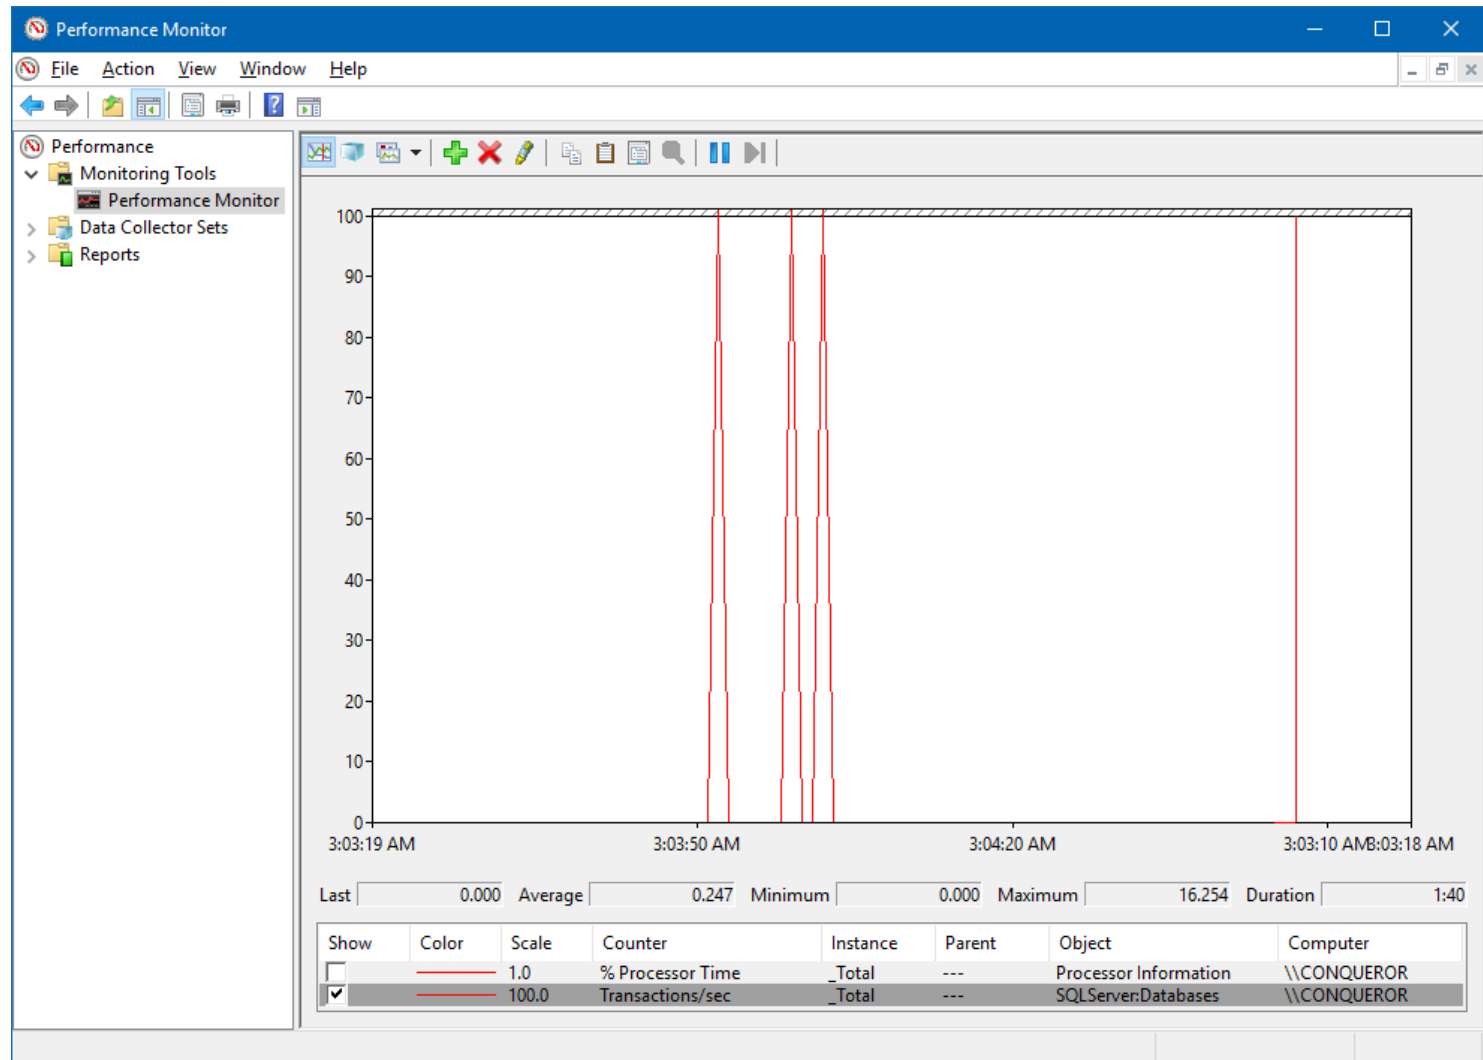 Performance Monitor
File Action View Window Help
Performance
Monitoring Tools
Performance Monitor
Data Collector Sets
Reports
100
90
80
70
60
50
40
30
20
10
0
3:03:19 AM 3:03:50 AM 3:04:20 AM 3:03:10 AM 3:03:18 AM
Last 0.000 Average 0.247 Minimum 0.000 Maximum 16.254 Duration 1:40
Show Color Scale Counter Instance Parent Object Computer
1.0 % Processor Time _Total --- Processor Information \\CONQUEROR
100.0 Transactions/sec _Total --- SQLServer:Databases \\CONQUEROR